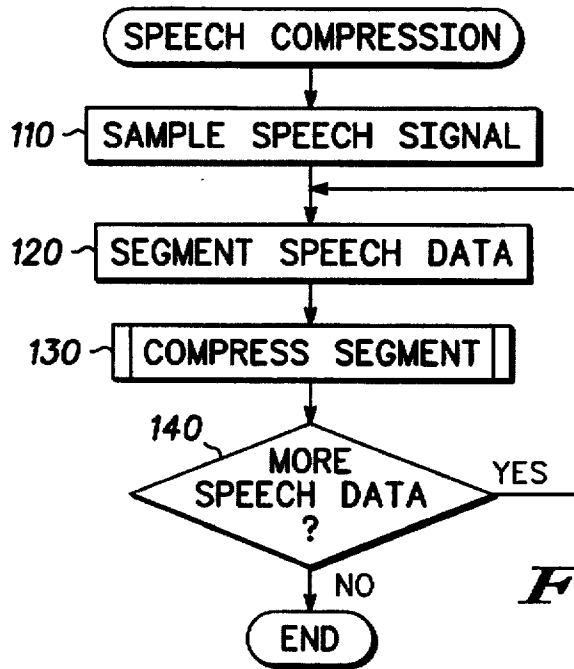 SPEECH COMPRESSION
110
SAMPLE SPEECH SIGNAL
120
SEGMENT SPEECH DATA
130
COMPRESS SEGMENT
140
MORE
SPEECH DATA
?
YES
NO
F
END